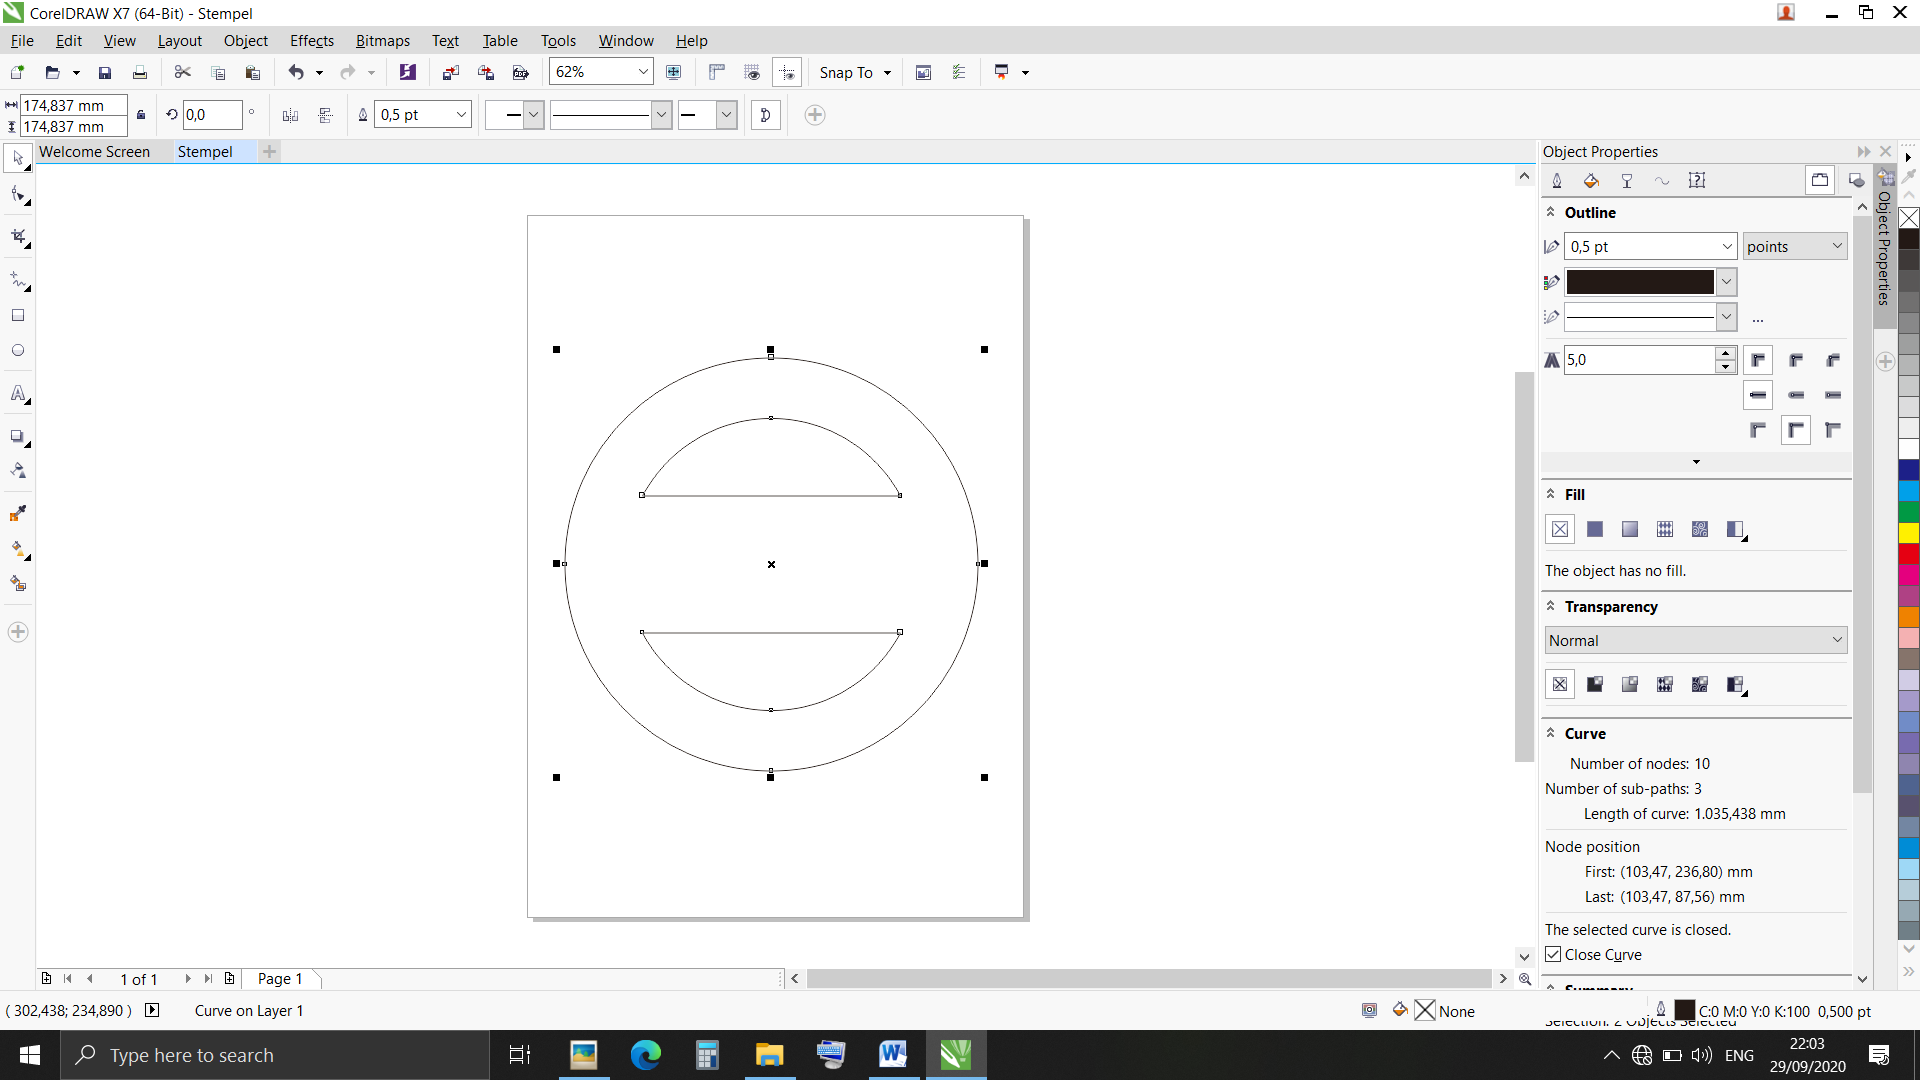 CorelDRAW X7 (64-Bit) - Stempel
File Edit View Layout Object Effects Bitmaps Text Table Tools Window Help
62% Snap To
174,837 mm
174,837 mm
0,0 °
0,5 pt
Welcome Screen Stempel
Object Properties
Object Properties
Outline
0,5 pt points
...
5,0
Fill
The object has no fill.
Transparency
Normal
Curve
Number of nodes: 10
Number of sub-paths: 3
Length of curve: 1.035,438 mm
Node position
First: (103,47, 236,80) mm
Last: (103,47, 87,56) mm
The selected curve is closed.
Close Curve
Summary
1 of 1 Page 1
( 302,438; 234,890 ) Curve on Layer 1 None C:0 M:0 Y:0 K:100 0,500 pt
Selection: 2 Objects Selected
Type here to search
ENG
22:03
29/09/2020